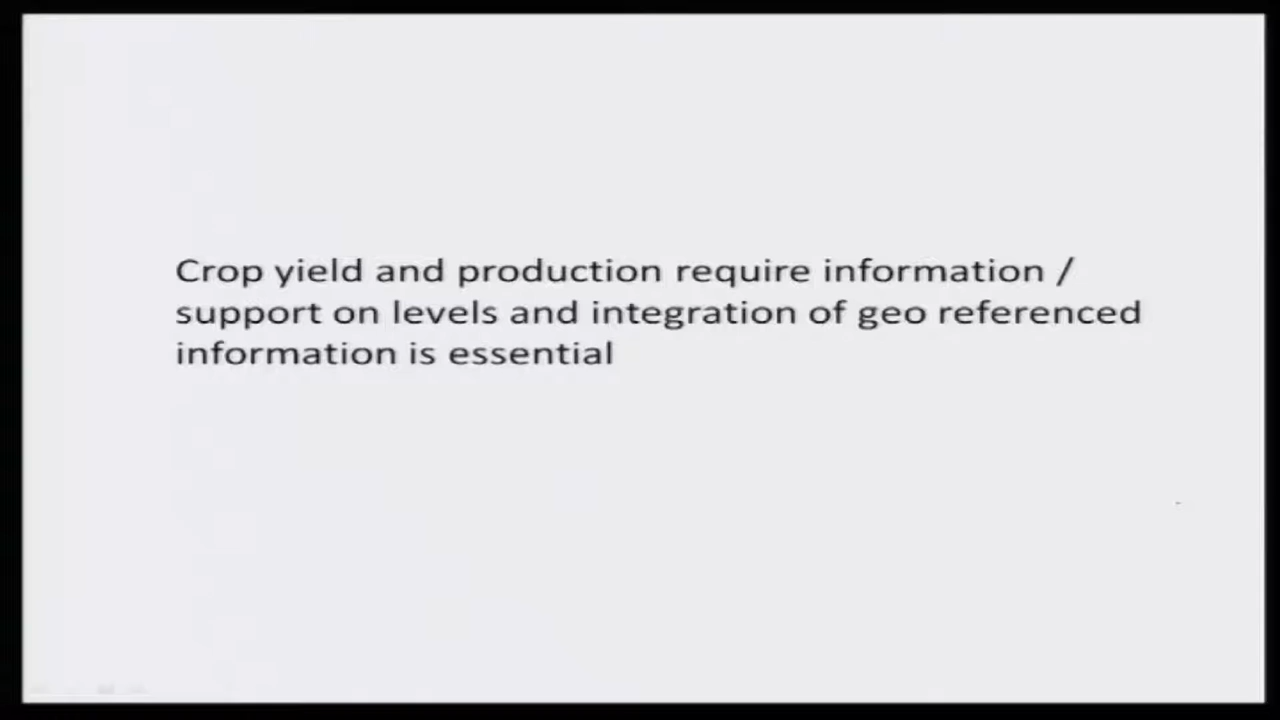 Crop yield and production require information /
support on levels and integration of geo referenced
information is essential